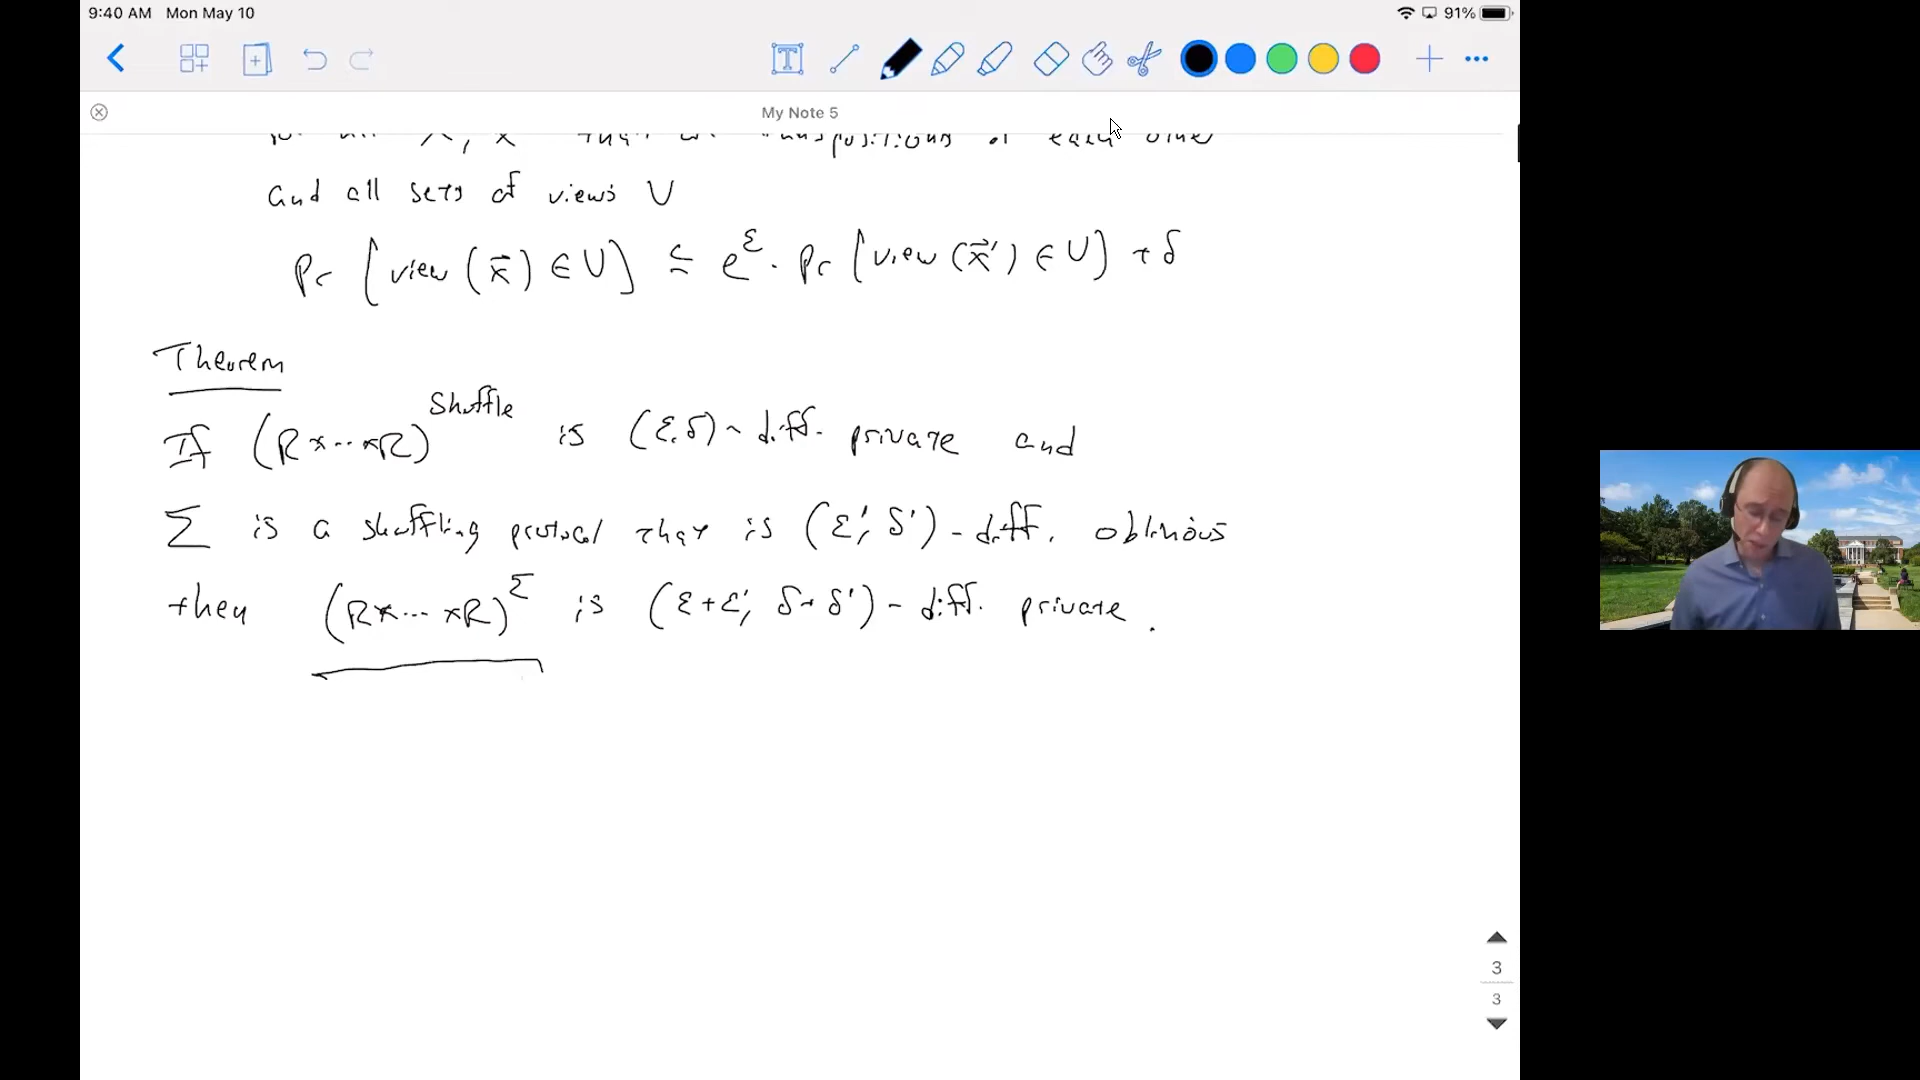 9:40 AM Mon May 10
91%
My Note 5
each other
and all sets of views V
Pr [view (x⃗) ∈ V] ≤ e^ε · Pr [view (x⃗') ∈ V] + δ
Theorem
If (R×···×R)^Shuffle is (ε,δ)-diff. private and
Σ is a shuffling protocol that is (ε', δ')-diff. oblivious
then (R×···×R)^Σ is (ε+ε', δ+δ')-diff. private.
3
3